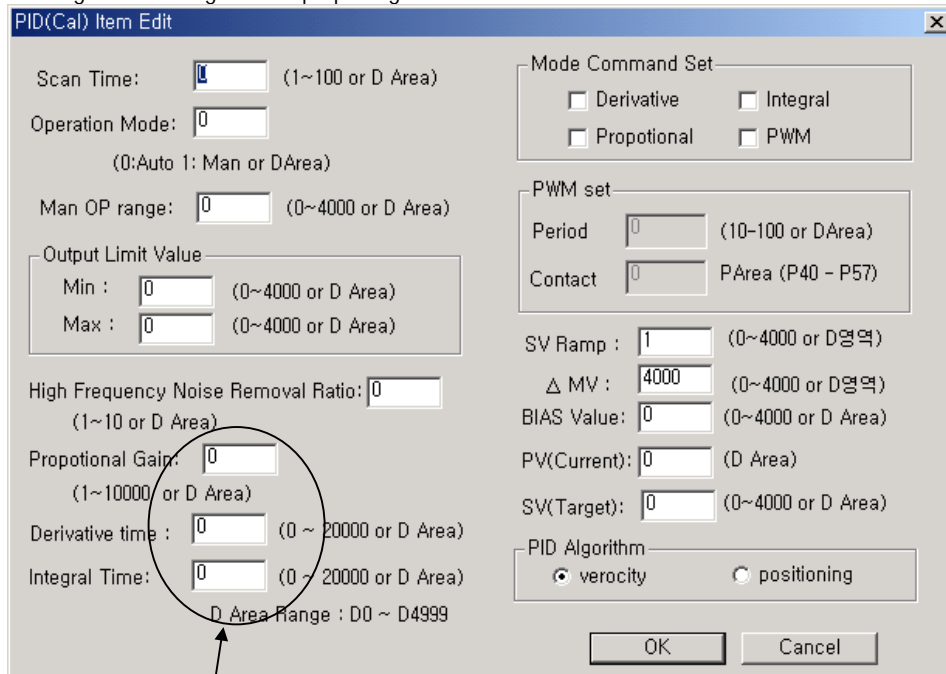 PID(Cal) Item Edit
Scan Time: 0 (1~100 or D Area)
Operation Mode: 0
(0:Auto 1: Man or DArea)
Man OP range: 0 (0~4000 or D Area)
Output Limit Value
Min : 0 (0~4000 or D Area)
Max : 0 (0~4000 or D Area)
High Frequency Noise Removal Ratio: 0
(1~10 or D Area)
Propotional Gain: 0
(1~10000 or D Area)
Derivative time : 0 (0 ~ 20000 or D Area)
Integral Time: 0 (0 ~ 20000 or D Area)
D Area Range : D0 ~ D4999
Mode Command Set
Derivative Integral
Propotional PWM
PWM set
Period 0 (10-100 or DArea)
Contact 0 PArea (P40 - P57)
SV Ramp : 1 (0~4000 or D영역)
△ MV : 4000 (0~4000 or D영역)
BIAS Value: 0 (0~4000 or D Area)
PV(Current): 0 (D Area)
SV(Target): 0 (0~4000 or D Area)
PID Algorithm
verocity positioning
OK Cancel